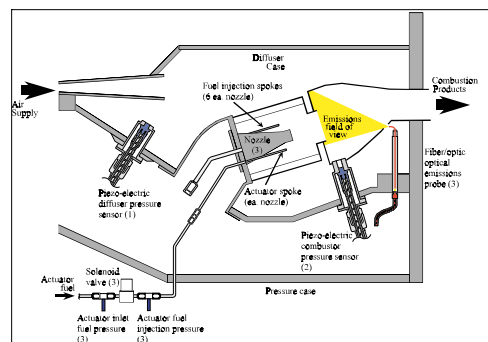 Diffuser
Case
Combustion
Products
Air
Supply
Fuel injection spokes
(6 ea. nozzle)
Emissions
field of
view
Nozzle
(3)
Fiber/optic
optical
emissions
probe (3)
Actuator spoke
(ea. nozzle)
Piezo-electric
diffuser pressure
sensor (1)
Piezo-electric
combustor
pressure sensor
(2)
Solenoid
valve (3)
Actuator
fuel
Pressure case
Actuator inlet
fuel pressure
(3)
Actuator fuel
injection pressure
(3)